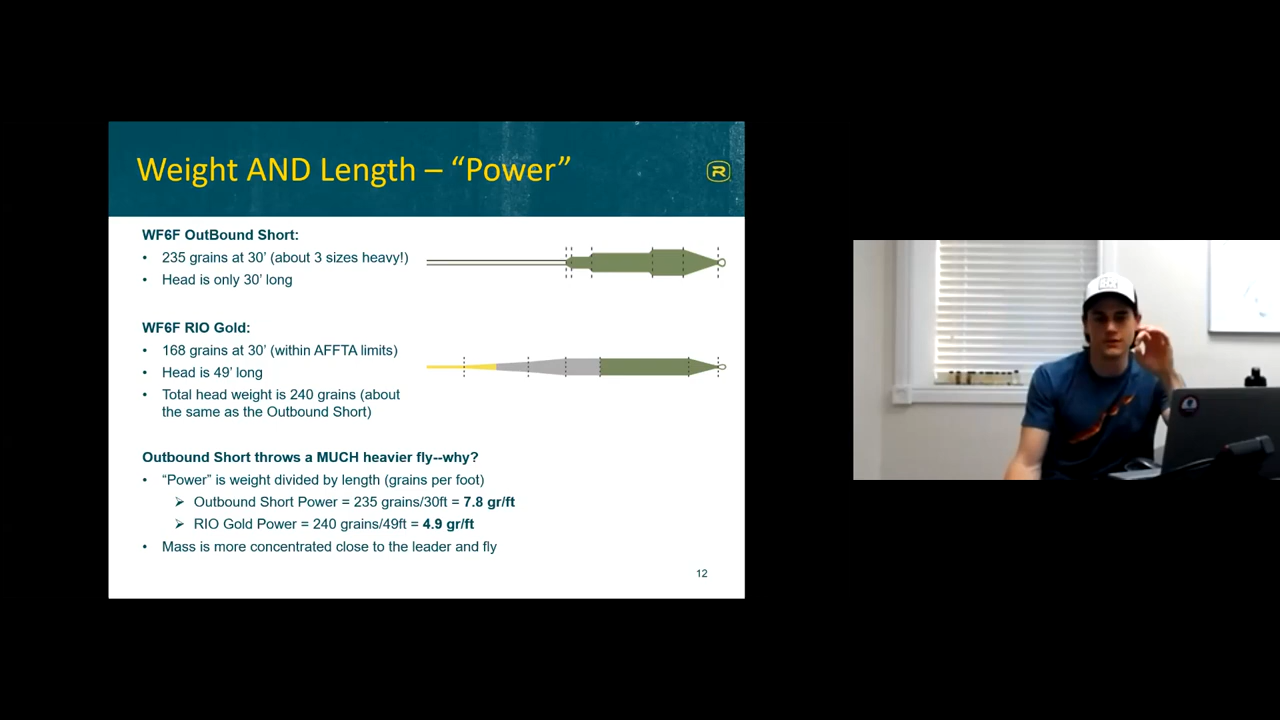 Weight AND Length – “Power”
R
WF6F OutBound Short:
• 235 grains at 30’ (about 3 sizes heavy!)
• Head is only 30’ long
WF6F RIO Gold:
• 168 grains at 30’ (within AFFTA limits)
• Head is 49’ long
• Total head weight is 240 grains (about
the same as the Outbound Short)
Outbound Short throws a MUCH heavier fly--why?
• “Power” is weight divided by length (grains per foot)
➢ Outbound Short Power = 235 grains/30ft = 7.8 gr/ft
➢ RIO Gold Power = 240 grains/49ft = 4.9 gr/ft
• Mass is more concentrated close to the leader and fly
12